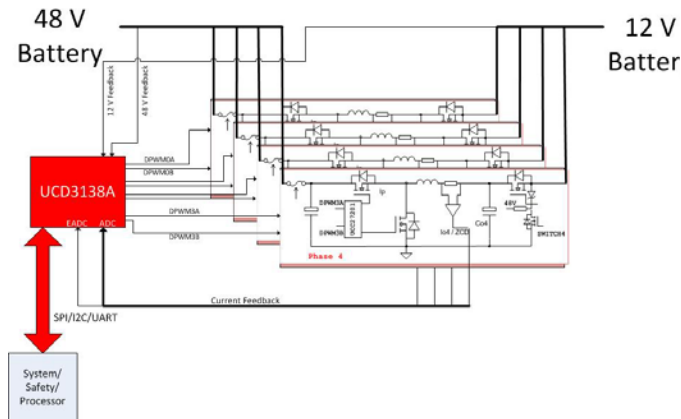 48 V
Battery
12 V
Batter
12 V Feedback
48 V Feedback
DPWM0A
DPWM0B
UCD3138A
EADC ADC
DPWM3A
DPWM3B
Ip
DPWM3A
DPWM3B
48V
Io4 / ZCD
Co4
SWITCH4
Phase 4
Current Feedback
SPI/I2C/UART
System/
Safety/
Processor